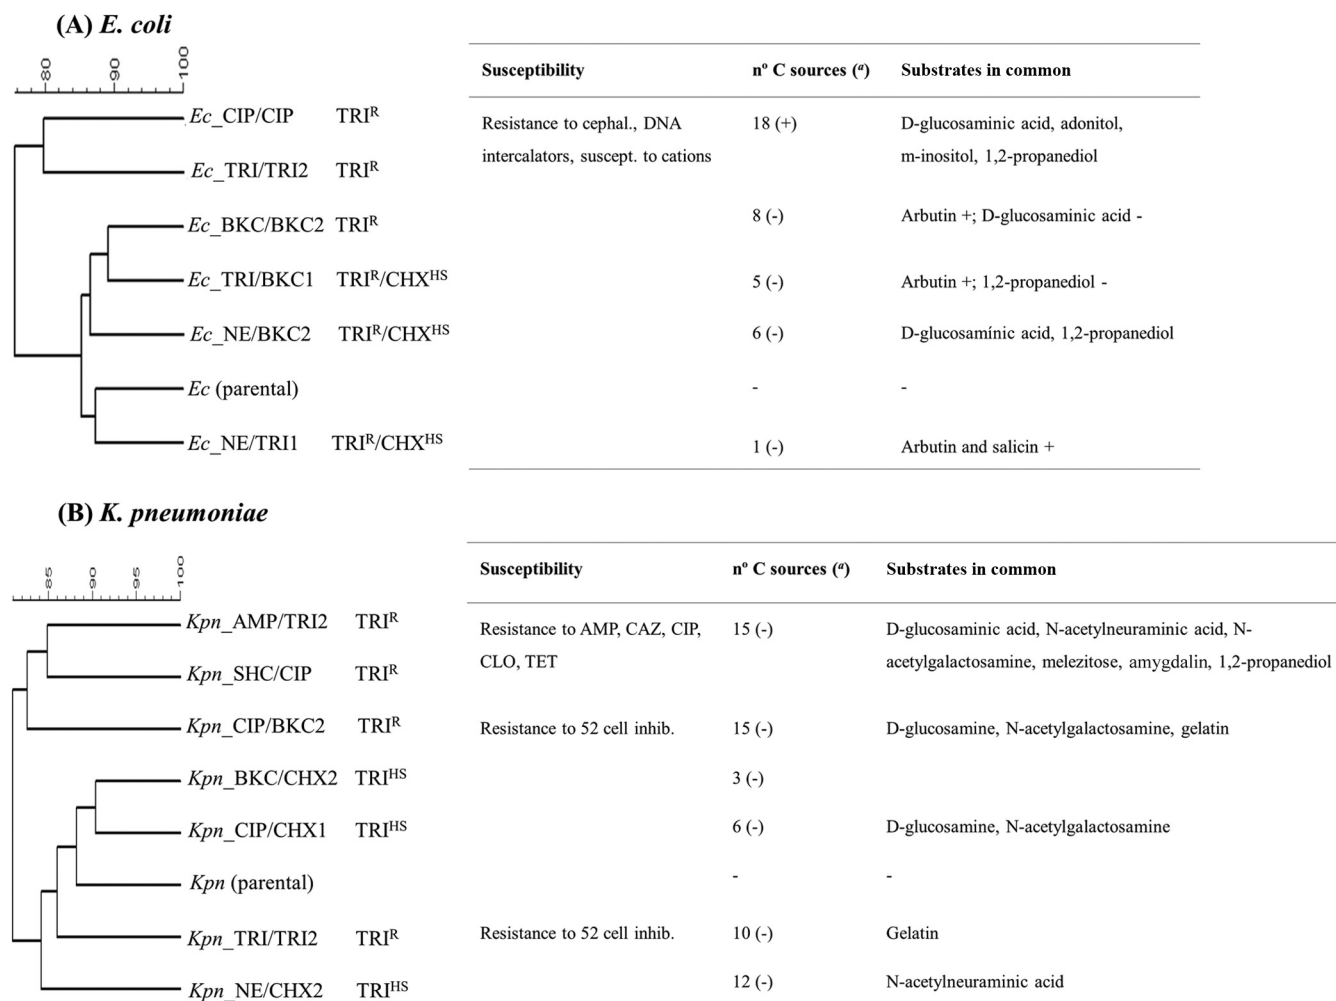 (A) E. coli
80 90 100
Susceptibility nº C sources (ª) Substrates in common
Ec_CIP/CIP TRIᴿ Resistance to cephal., DNA 18 (+) D-glucosaminic acid, adonitol,
intercalators, suscept. to cations m-inositol, 1,2-propanediol
Ec_TRI/TRI2 TRIᴿ
Ec_BKC/BKC2 TRIᴿ 8 (-) Arbutin +; D-glucosaminic acid -
Ec_TRI/BKC1 TRIᴿ/CHXᴴˢ 5 (-) Arbutin +; 1,2-propanediol -
Ec_NE/BKC2 TRIᴿ/CHXᴴˢ 6 (-) D-glucosamínic acid, 1,2-propanediol
Ec (parental) - -
Ec_NE/TRI1 TRIᴿ/CHXᴴˢ 1 (-) Arbutin and salicin +
(B) K. pneumoniae
85 90 95 100
Susceptibility nº C sources (ª) Substrates in common
Kpn_AMP/TRI2 TRIᴿ Resistance to AMP, CAZ, CIP, 15 (-) D-glucosaminic acid, N-acetylneuraminic acid, N-
CLO, TET acetylgalactosamine, melezitose, amygdalin, 1,2-propanediol
Kpn_SHC/CIP TRIᴿ
Kpn_CIP/BKC2 TRIᴿ Resistance to 52 cell inhib. 15 (-) D-glucosamine, N-acetylgalactosamine, gelatin
Kpn_BKC/CHX2 TRIᴴˢ 3 (-)
Kpn_CIP/CHX1 TRIᴴˢ 6 (-) D-glucosamine, N-acetylgalactosamine
Kpn (parental) - -
Kpn_TRI/TRI2 TRIᴿ Resistance to 52 cell inhib. 10 (-) Gelatin
Kpn_NE/CHX2 TRIᴴˢ 12 (-) N-acetylneuraminic acid